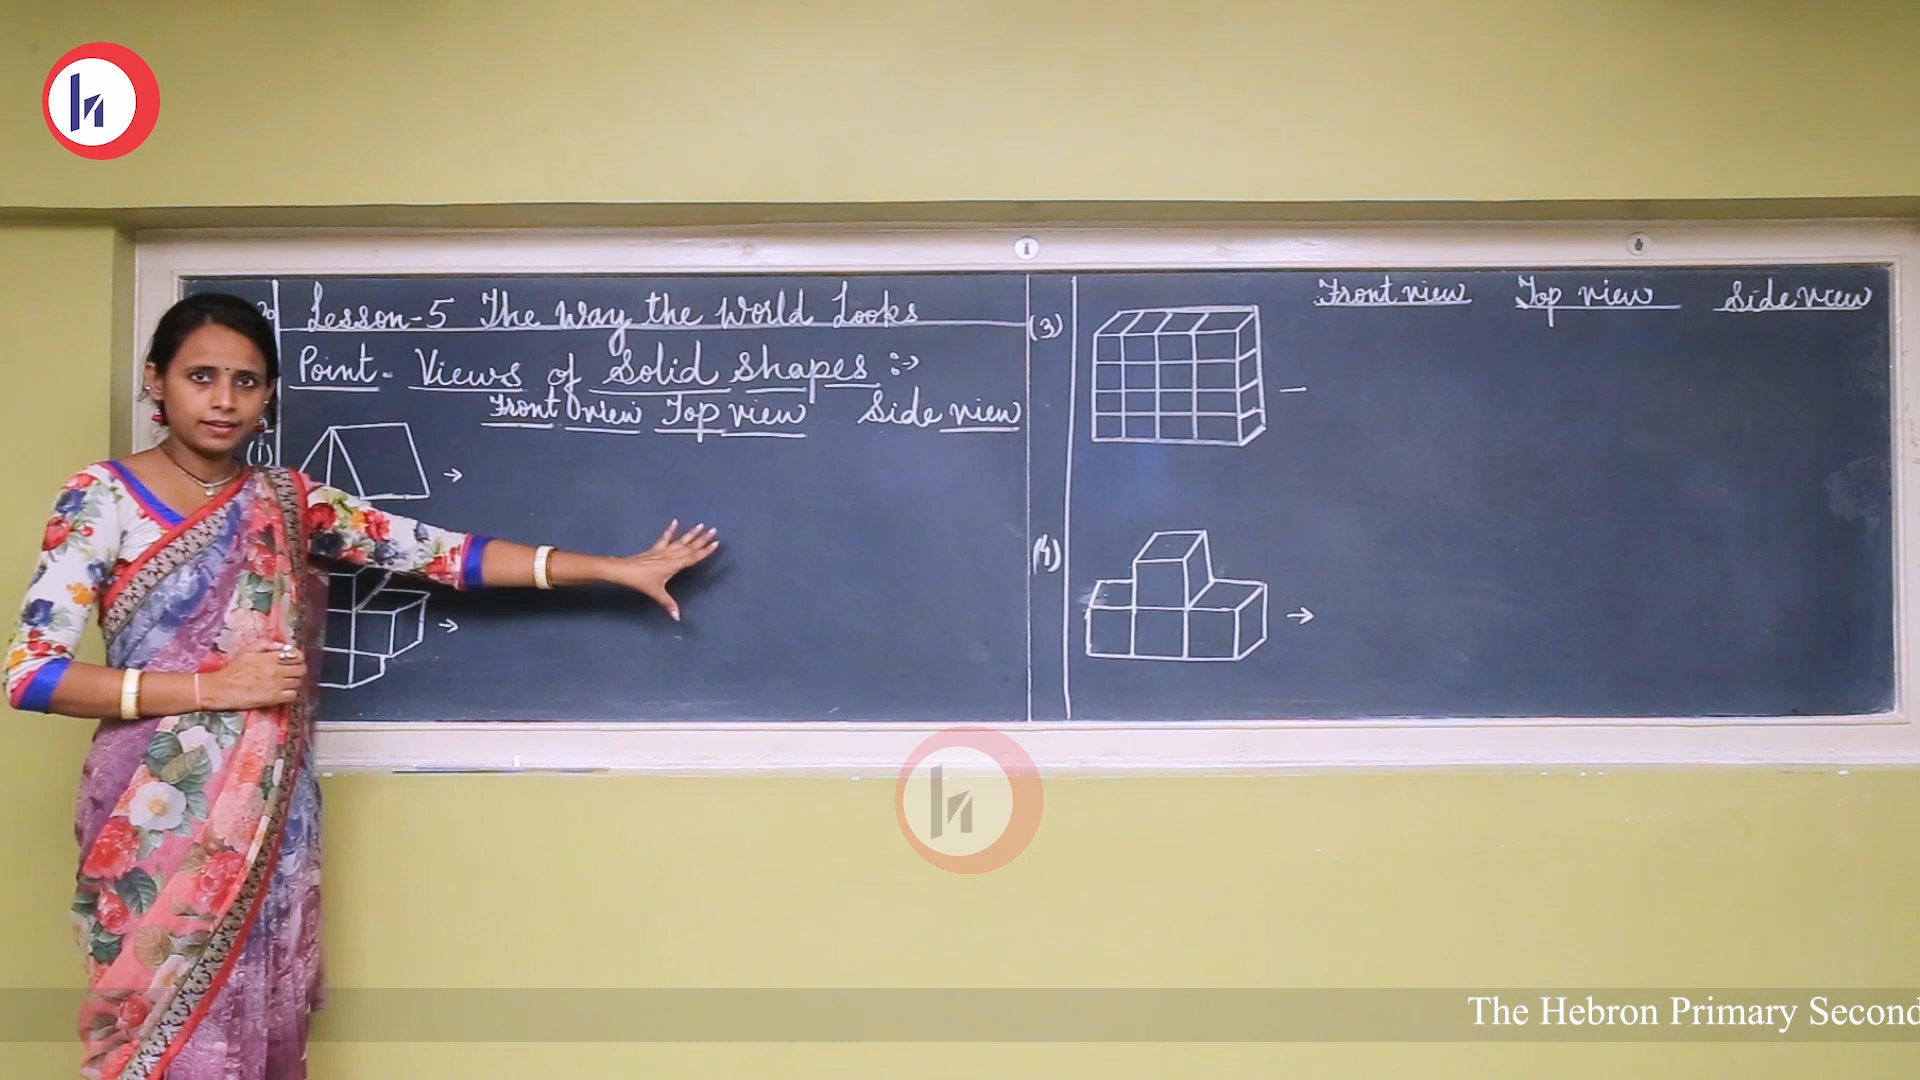 Lesson-5 The Way the World Looks
Point- Views of Solid shapes :→
Front view Top view Side view
(1)
Front view Top view Side view
(3)
(4)
The Hebron Primary Second